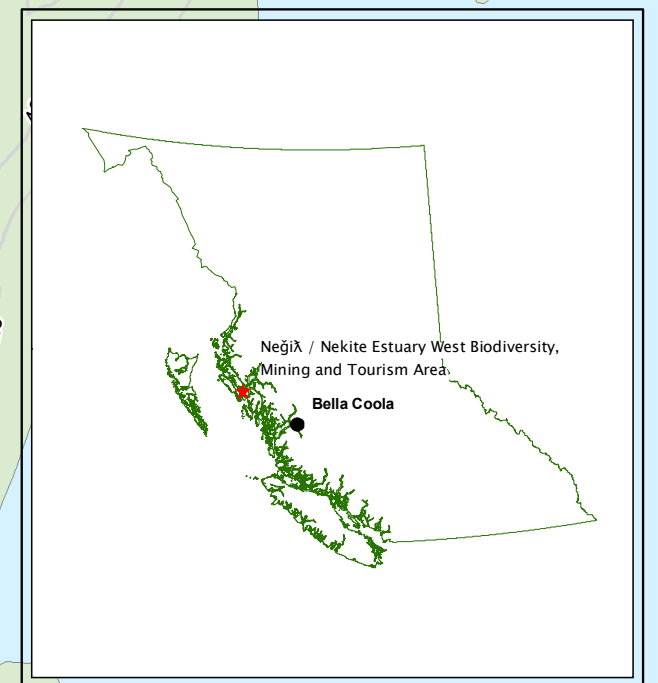 Neǧiƛ / Nekite Estuary West Biodiversity,
Mining and Tourism Area
Bella Coola